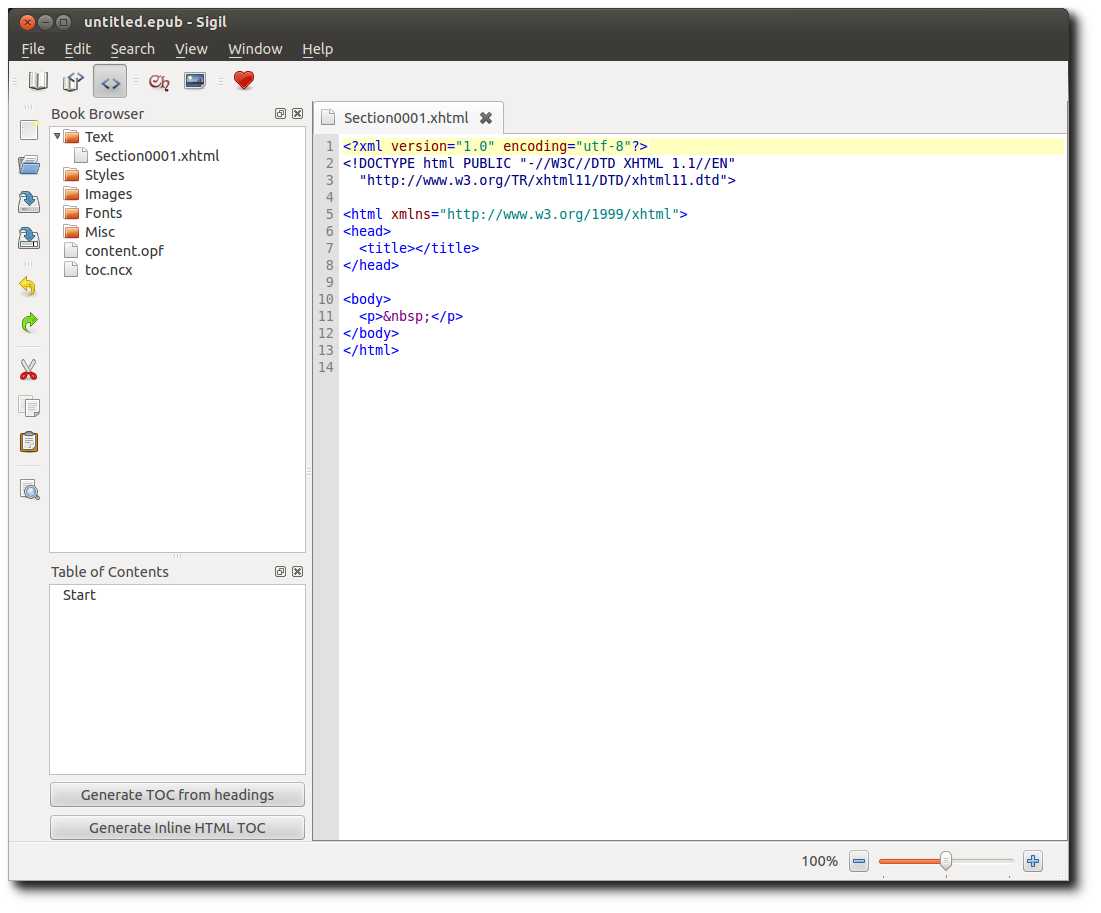 untitled.epub - Sigil
File Edit Search View Window Help
Book Browser
Text
Section0001.xhtml
Styles
Images
Fonts
Misc
content.opf
toc.ncx
Table of Contents
Start
Generate TOC from headings
Generate Inline HTML TOC
Section0001.xhtml
1 <?xml version="1.0" encoding="utf-8"?>
2 <!DOCTYPE html PUBLIC "-//W3C//DTD XHTML 1.1//EN"
3   "http://www.w3.org/TR/xhtml11/DTD/xhtml11.dtd">
4
5 <html xmlns="http://www.w3.org/1999/xhtml">
6 <head>
7   <title></title>
8 </head>
9
10 <body>
11   <p>&nbsp;</p>
12 </body>
13 </html>
14
100%